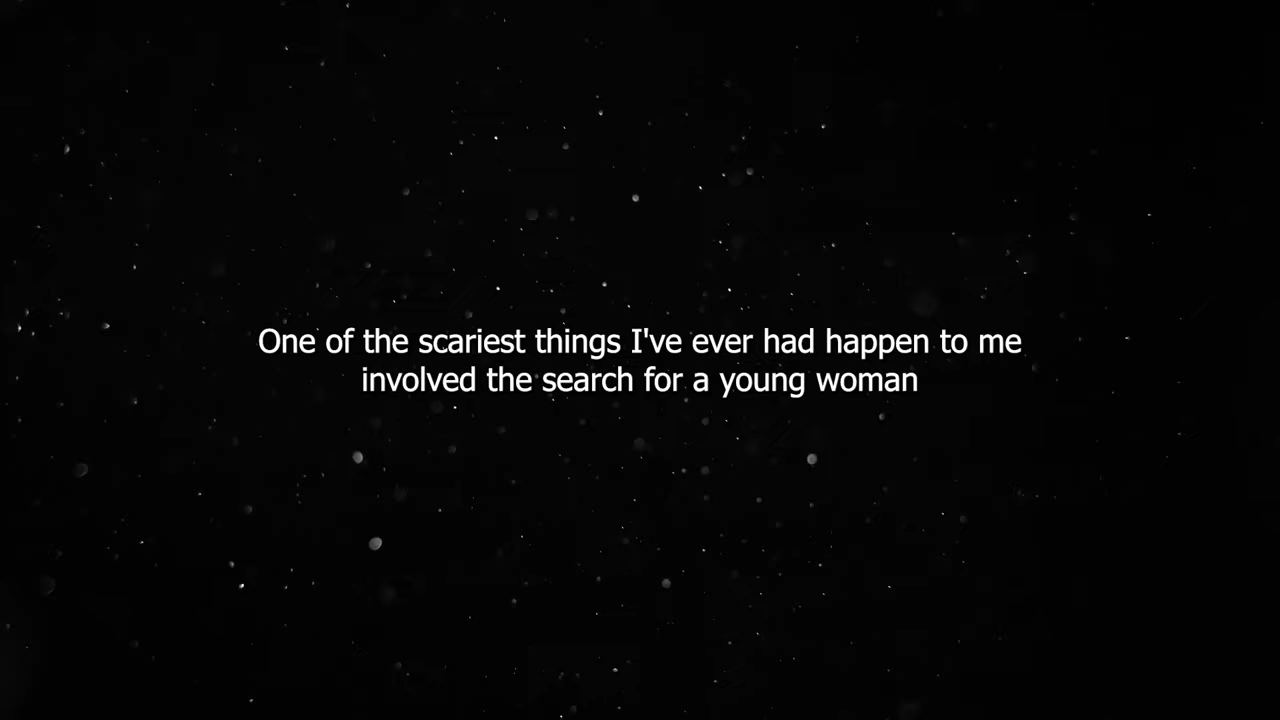 One of the scariest things I've ever had happen to me
involved the search for a young woman